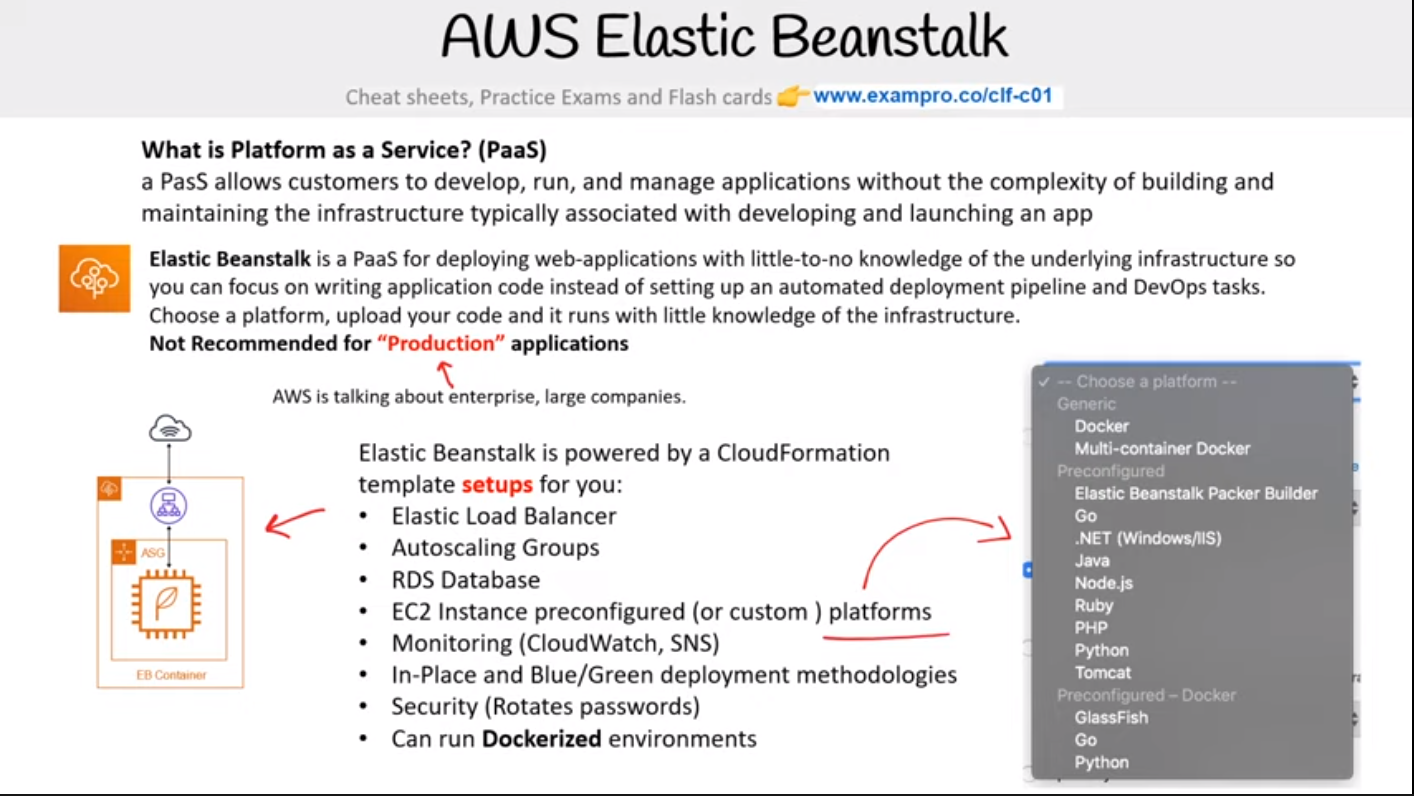 AWS Elastic Beanstalk
Cheat sheets, Practice Exams and Flash cards 👉 www.exampro.co/clf-c01
What is Platform as a Service? (PaaS)
a PasS allows customers to develop, run, and manage applications without the complexity of building and
maintaining the infrastructure typically associated with developing and launching an app
Elastic Beanstalk is a PaaS for deploying web-applications with little-to-no knowledge of the underlying infrastructure so
you can focus on writing application code instead of setting up an automated deployment pipeline and DevOps tasks.
Choose a platform, upload your code and it runs with little knowledge of the infrastructure.
Not Recommended for “Production” applications
AWS is talking about enterprise, large companies.
ASG
EB Container
Elastic Beanstalk is powered by a CloudFormation
template setups for you:
• Elastic Load Balancer
• Autoscaling Groups
• RDS Database
• EC2 Instance preconfigured (or custom ) platforms
• Monitoring (CloudWatch, SNS)
• In-Place and Blue/Green deployment methodologies
• Security (Rotates passwords)
• Can run Dockerized environments
✓ -- Choose a platform --
Generic
Docker
Multi-container Docker
Preconfigured
Elastic Beanstalk Packer Builder
Go
.NET (Windows/IIS)
Java
Node.js
Ruby
PHP
Python
Tomcat
Preconfigured – Docker
GlassFish
Go
Python